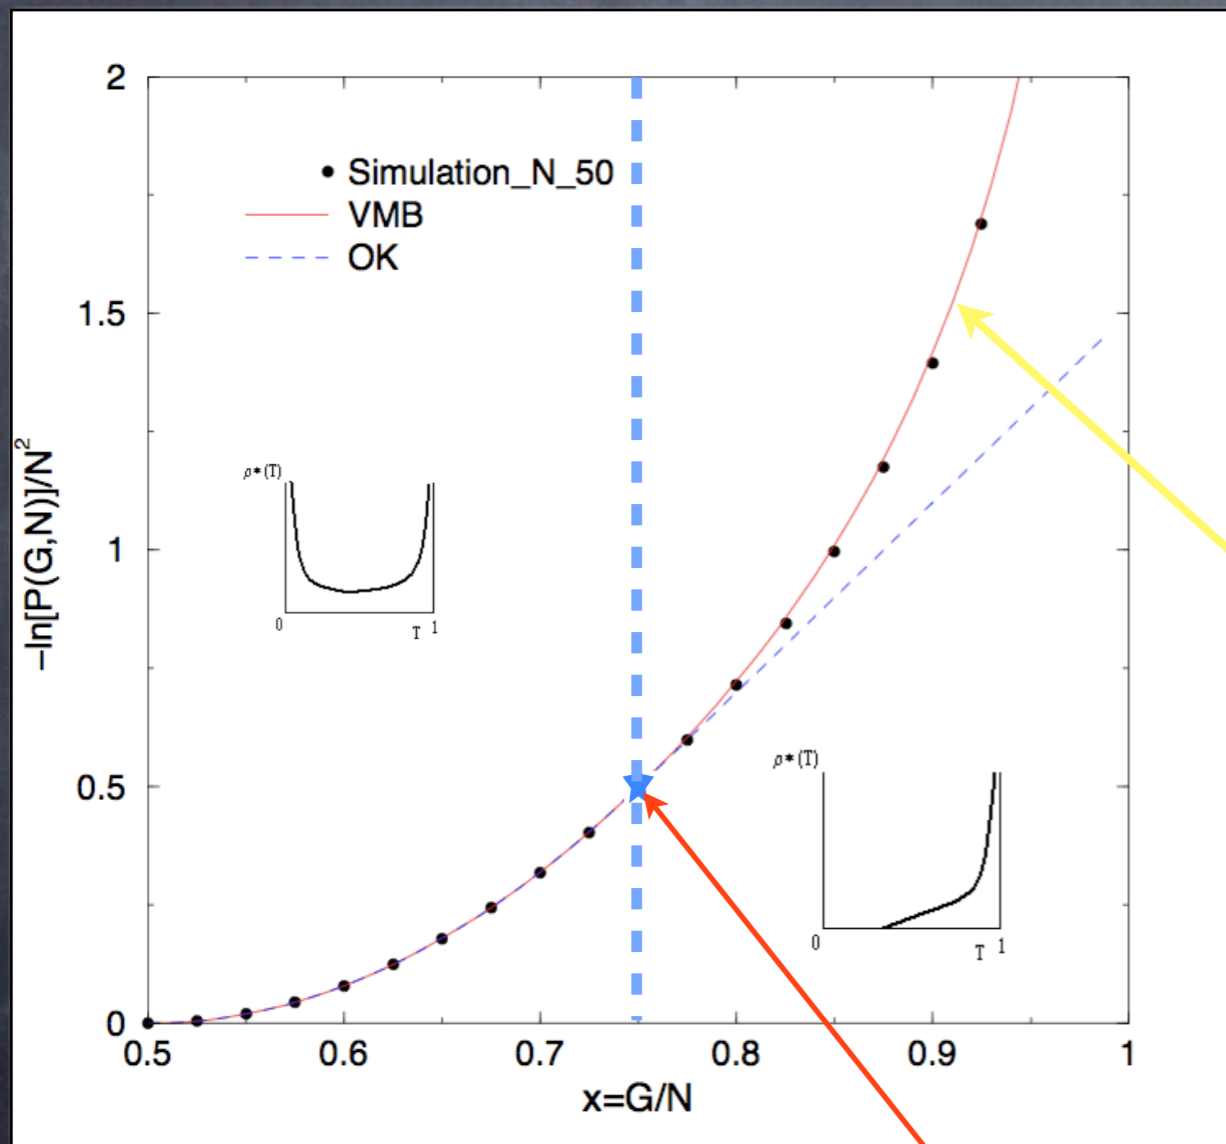 2
Simulation_N_50
VMB
OK
1.5
ρ*(T)
1
0
T 1
−ln[P(G,N)]/N²
ρ*(T)
0.5
0
T 1
0
0.5 0.6 0.7 0.8 0.9 1
x=G/N